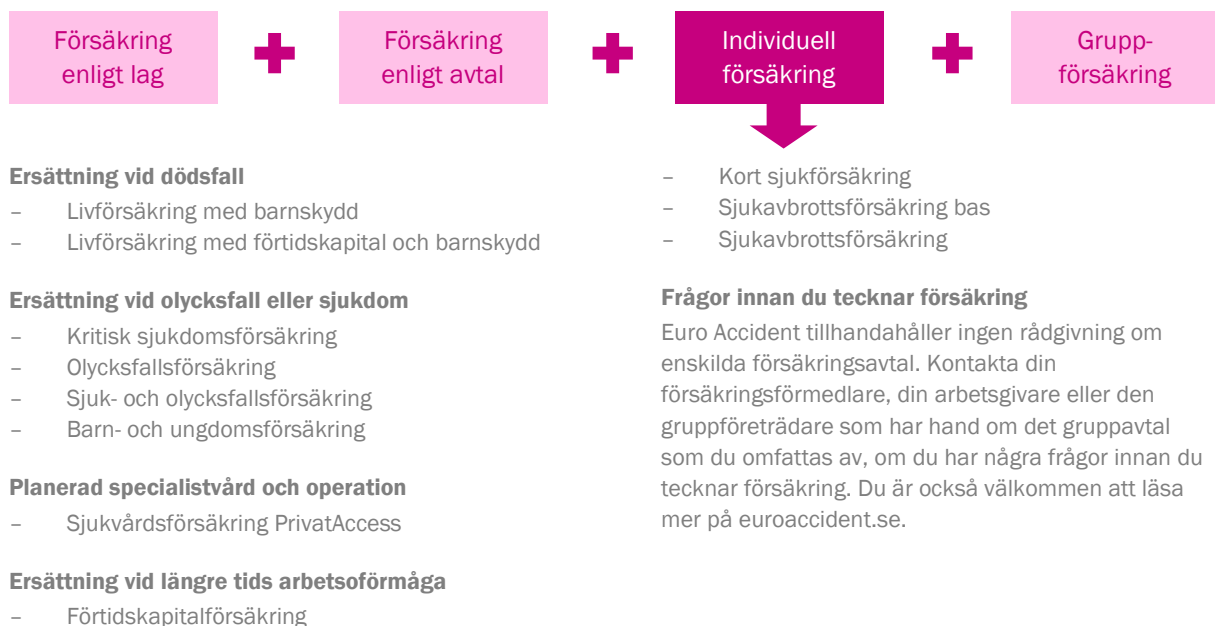 Försäkring
enligt lag
Försäkring
enligt avtal
Individuell
försäkring
Grupp-
försäkring
Ersättning vid dödsfall
– Livförsäkring med barnskydd
– Livförsäkring med förtidskapital och barnskydd
Ersättning vid olycksfall eller sjukdom
– Kritisk sjukdomsförsäkring
– Olycksfallsförsäkring
– Sjuk- och olycksfallsförsäkring
– Barn- och ungdomsförsäkring
Planerad specialistvård och operation
– Sjukvårdsförsäkring PrivatAccess
Ersättning vid längre tids arbetsoförmåga
– Förtidskapitalförsäkring
– Kort sjukförsäkring
– Sjukavbrottsförsäkring bas
– Sjukavbrottsförsäkring
Frågor innan du tecknar försäkring
Euro Accident tillhandahåller ingen rådgivning om
enskilda försäkringsavtal. Kontakta din
försäkringsförmedlare, din arbetsgivare eller den
gruppföreträdare som har hand om det gruppavtal
som du omfattas av, om du har några frågor innan du
tecknar försäkring. Du är också välkommen att läsa
mer på euroaccident.se.